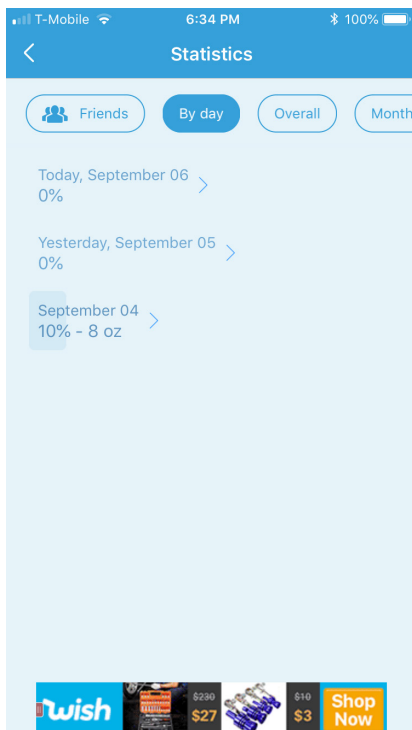 T-Mobile 6:34 PM 100%
Statistics
Friends By day Overall Month
Today, September 06
0%
Yesterday, September 05
0%
September 04
10% - 8 oz
wish $230 $10 Shop
$27 $3 Now